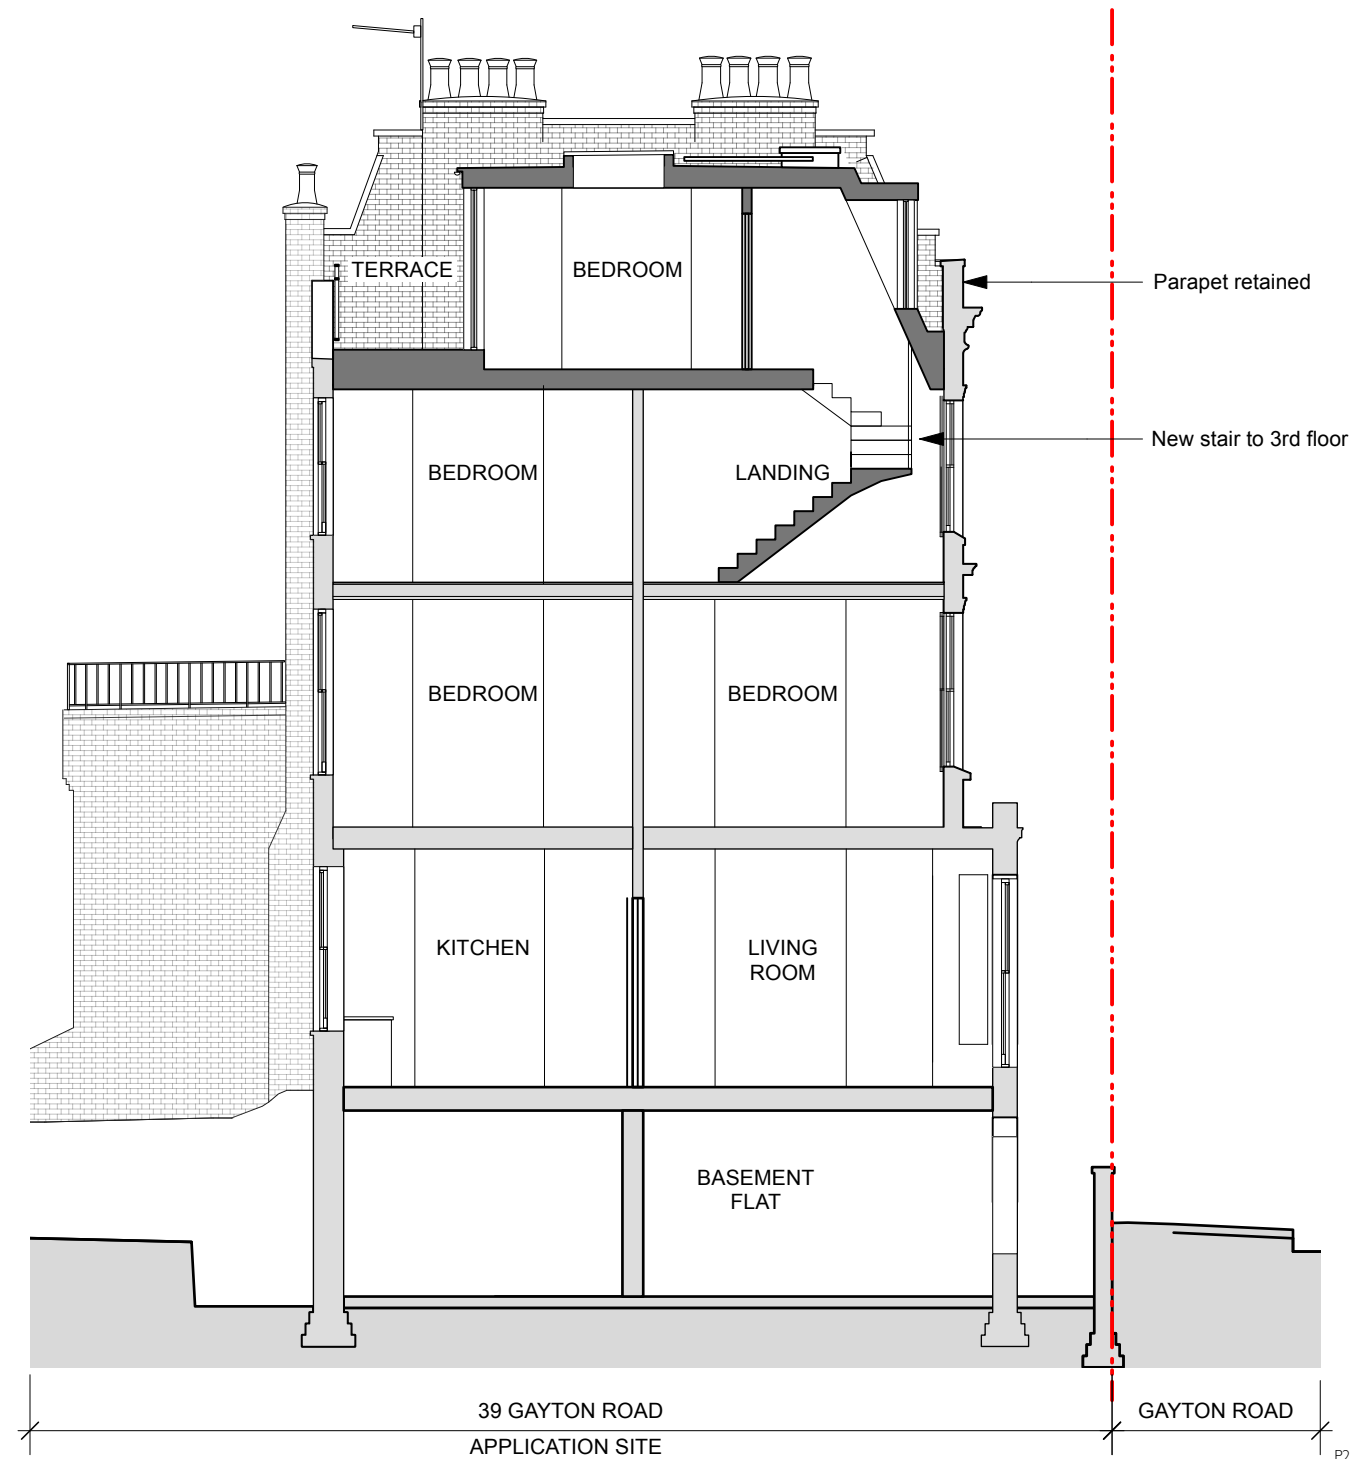 TERRACE
BEDROOM
Parapet retained
New stair to 3rd floor
BEDROOM
LANDING
BEDROOM
BEDROOM
KITCHEN
LIVING
ROOM
BASEMENT
FLAT
39 GAYTON ROAD
GAYTON ROAD
APPLICATION SITE
P2